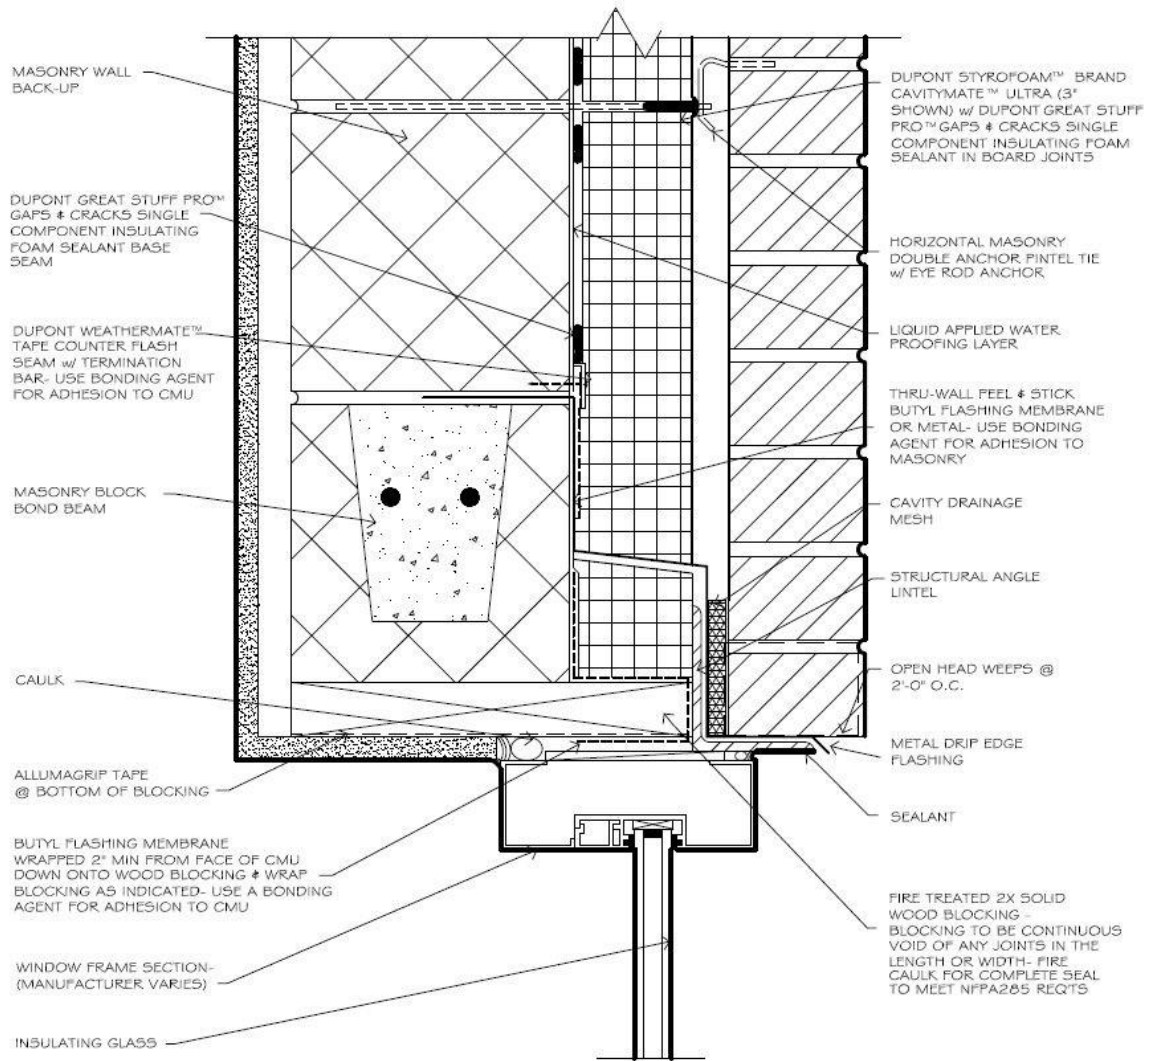 MASONRY WALL
BACK-UP
DUPONT GREAT STUFF PRO™
GAPS & CRACKS SINGLE
COMPONENT INSULATING
FOAM SEALANT BASE
SEAM
DUPONT WEATHERMATE™
TAPE COUNTER FLASH
SEAM w/ TERMINATION
BAR- USE BONDING AGENT
FOR ADHESION TO CMU
MASONRY BLOCK
BOND BEAM
CAULK
ALLUMAGRIP TAPE
@ BOTTOM OF BLOCKING
BUTYL FLASHING MEMBRANE
WRAPPED 2" MIN FROM FACE OF CMU
DOWN ONTO WOOD BLOCKING & WRAP
BLOCKING AS INDICATED- USE A BONDING
AGENT FOR ADHESION TO CMU
WINDOW FRAME SECTION-
(MANUFACTURER VARIES)
INSULATING GLASS
DUPONT STYROFOAM™ BRAND
CAVITYMATE™ ULTRA (3"
SHOWN) w/ DUPONT GREAT STUFF
PRO™ GAPS & CRACKS SINGLE
COMPONENT INSULATING FOAM
SEALANT IN BOARD JOINTS
HORIZONTAL MASONRY
DOUBLE ANCHOR PINTEL TIE
w/ EYE ROD ANCHOR
LIQUID APPLIED WATER
PROOFING LAYER
THRU-WALL PEEL & STICK
BUTYL FLASHING MEMBRANE
OR METAL- USE BONDING
AGENT FOR ADHESION TO
MASONRY
CAVITY DRAINAGE
MESH
STRUCTURAL ANGLE
LINTEL
OPEN HEAD WEEPS @
2'-0" O.C.
METAL DRIP EDGE
FLASHING
SEALANT
FIRE TREATED 2X SOLID
WOOD BLOCKING -
BLOCKING TO BE CONTINUOUS
VOID OF ANY JOINTS IN THE
LENGTH OR WIDTH- FIRE
CAULK FOR COMPLETE SEAL
TO MEET NFPA285 REQ'TS